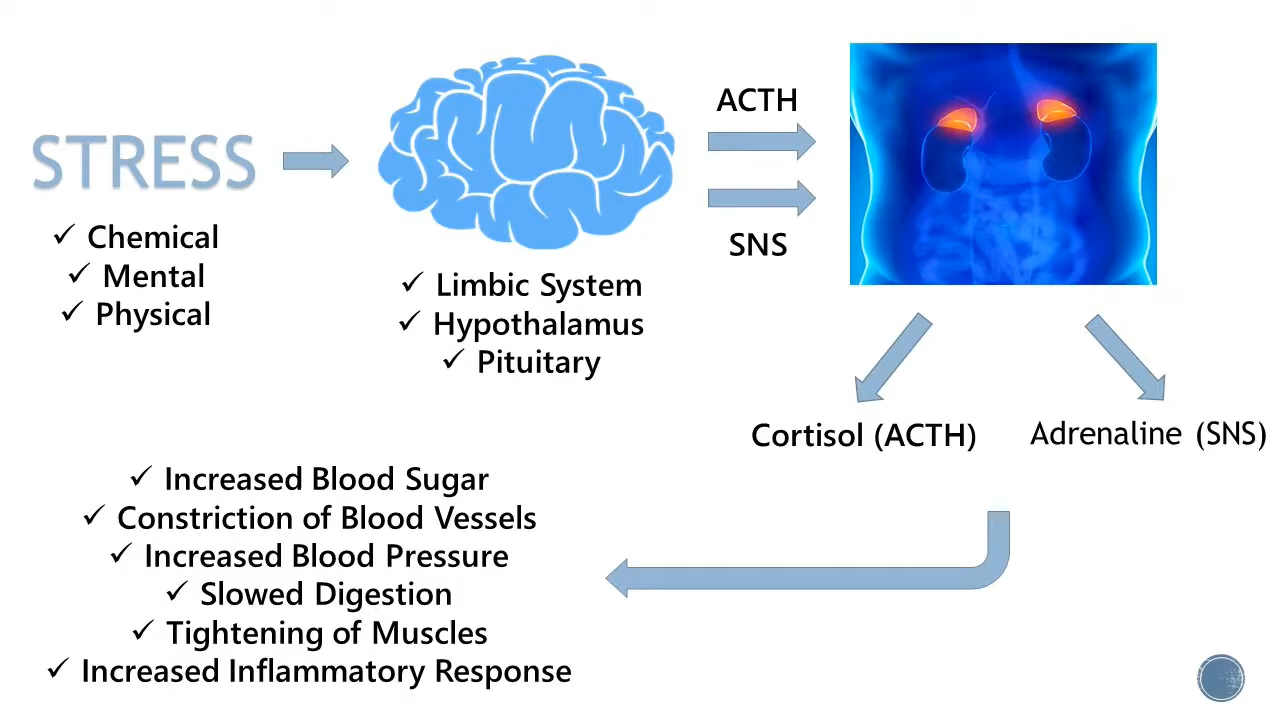 STRESS
✓ Chemical
✓ Mental
✓ Physical
✓ Limbic System
✓ Hypothalamus
✓ Pituitary
ACTH
SNS
Cortisol (ACTH)
Adrenaline (SNS)
✓ Increased Blood Sugar
✓ Constriction of Blood Vessels
✓ Increased Blood Pressure
✓ Slowed Digestion
✓ Tightening of Muscles
✓ Increased Inflammatory Response